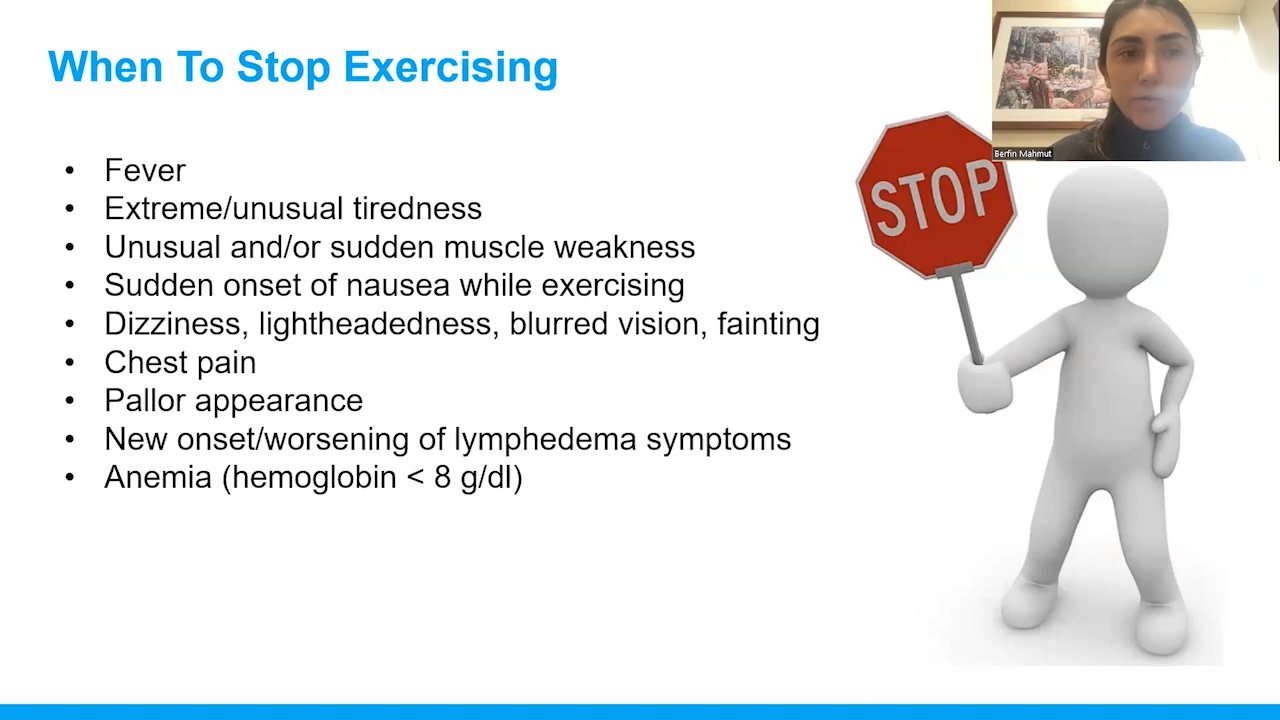 When To Stop Exercising
• Fever
• Extreme/unusual tiredness
• Unusual and/or sudden muscle weakness
• Sudden onset of nausea while exercising
• Dizziness, lightheadedness, blurred vision, fainting
• Chest pain
• Pallor appearance
• New onset/worsening of lymphedema symptoms
• Anemia (hemoglobin < 8 g/dl)
STOP
Berfin Mahmut